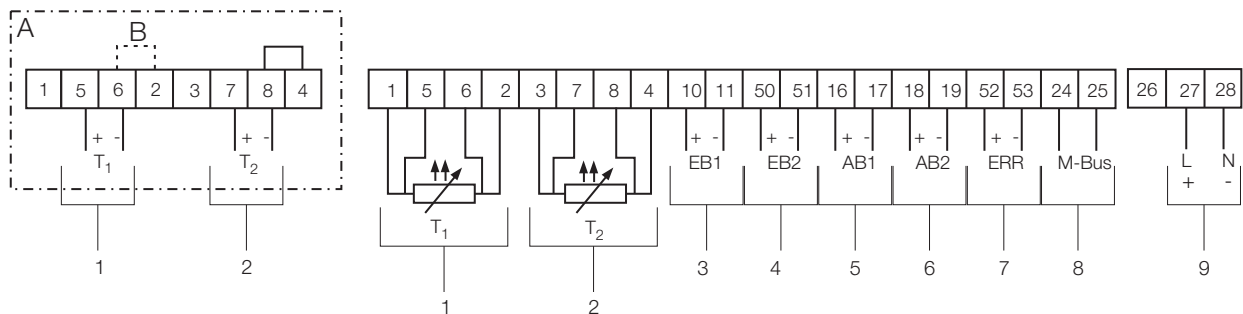 A
B
1 5 6 2 3 7 8 4
1 5 6 2 3 7 8 4 10 11 50 51 16 17 18 19 52 53 24 25
26 27 28
+ - + -
T1 T2
+ - + - + - + - + -
EB1 EB2 AB1 AB2 ERR M-Bus
L N
+ -
T1 T2
1 2
3 4 5 6 7 8 9
1 2